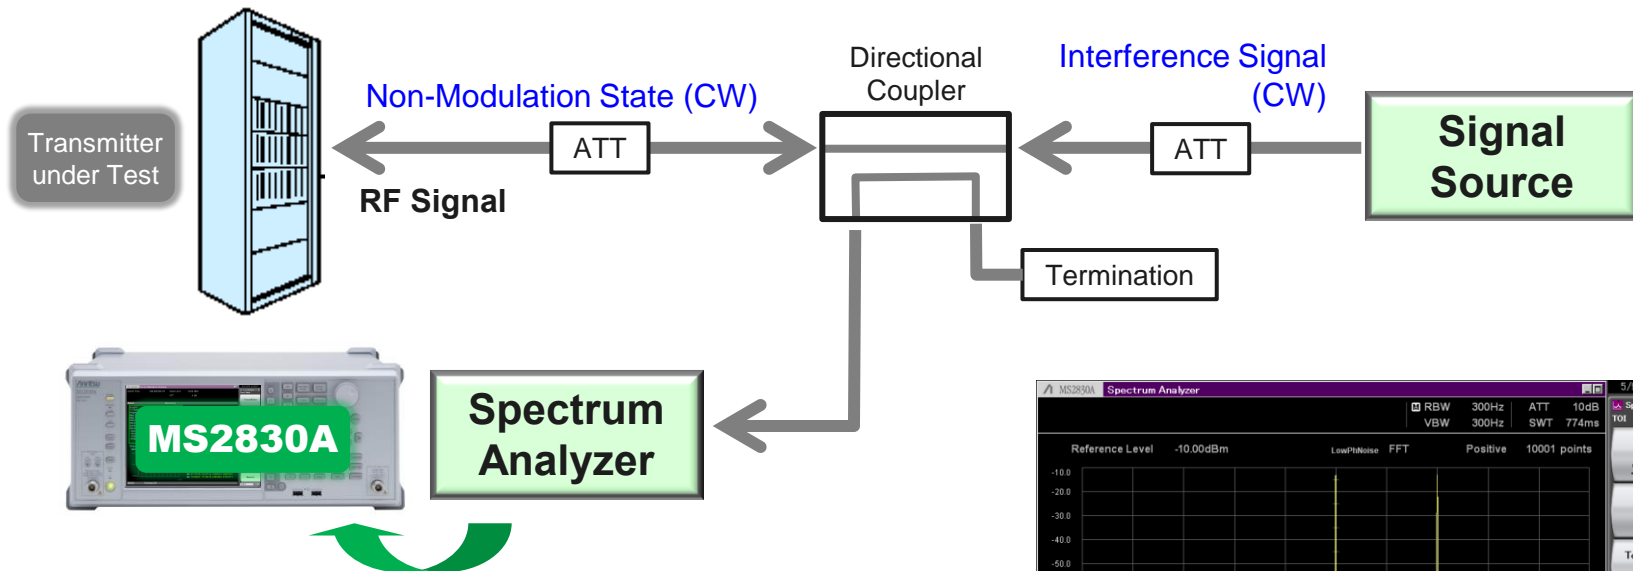 Directional
Coupler
Interference Signal
(CW)
Non-Modulation State (CW)
Transmitter
under Test
ATT
ATT
Signal
Source
RF Signal
Termination
Anritsu
MS2830A
Spectrum
Analyzer
MS2830A Spectrum Analyzer
RBW 300Hz ATT 10dB
VBW 300Hz SWT 774ms
TOI
Reference Level -10.00dBm LowPhNoise FFT Positive 10001 points
-10.0
-20.0
-30.0
-40.0
-50.0